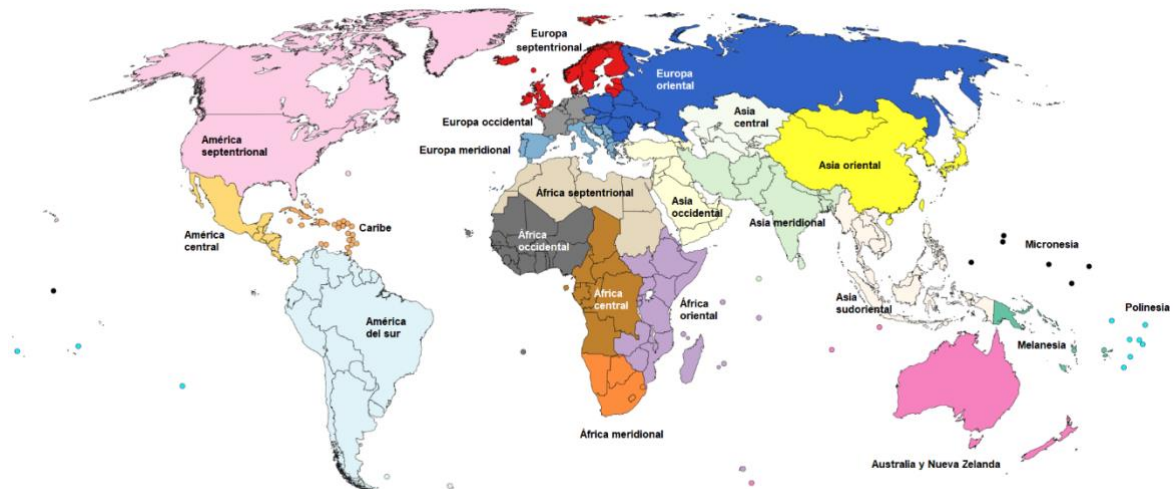 Europa
septentrional
Europa
oriental
Europa occidental
Asia
central
América
septentrional
Europa meridional
Asia oriental
África septentrional
Asia
occidental
Asia meridional
América
central
Caribe
África
occidental
Micronesia
África
central
África
oriental
Asia
sudoriental
Polinesia
América
del sur
Melanesia
África meridional
Australia y Nueva Zelanda